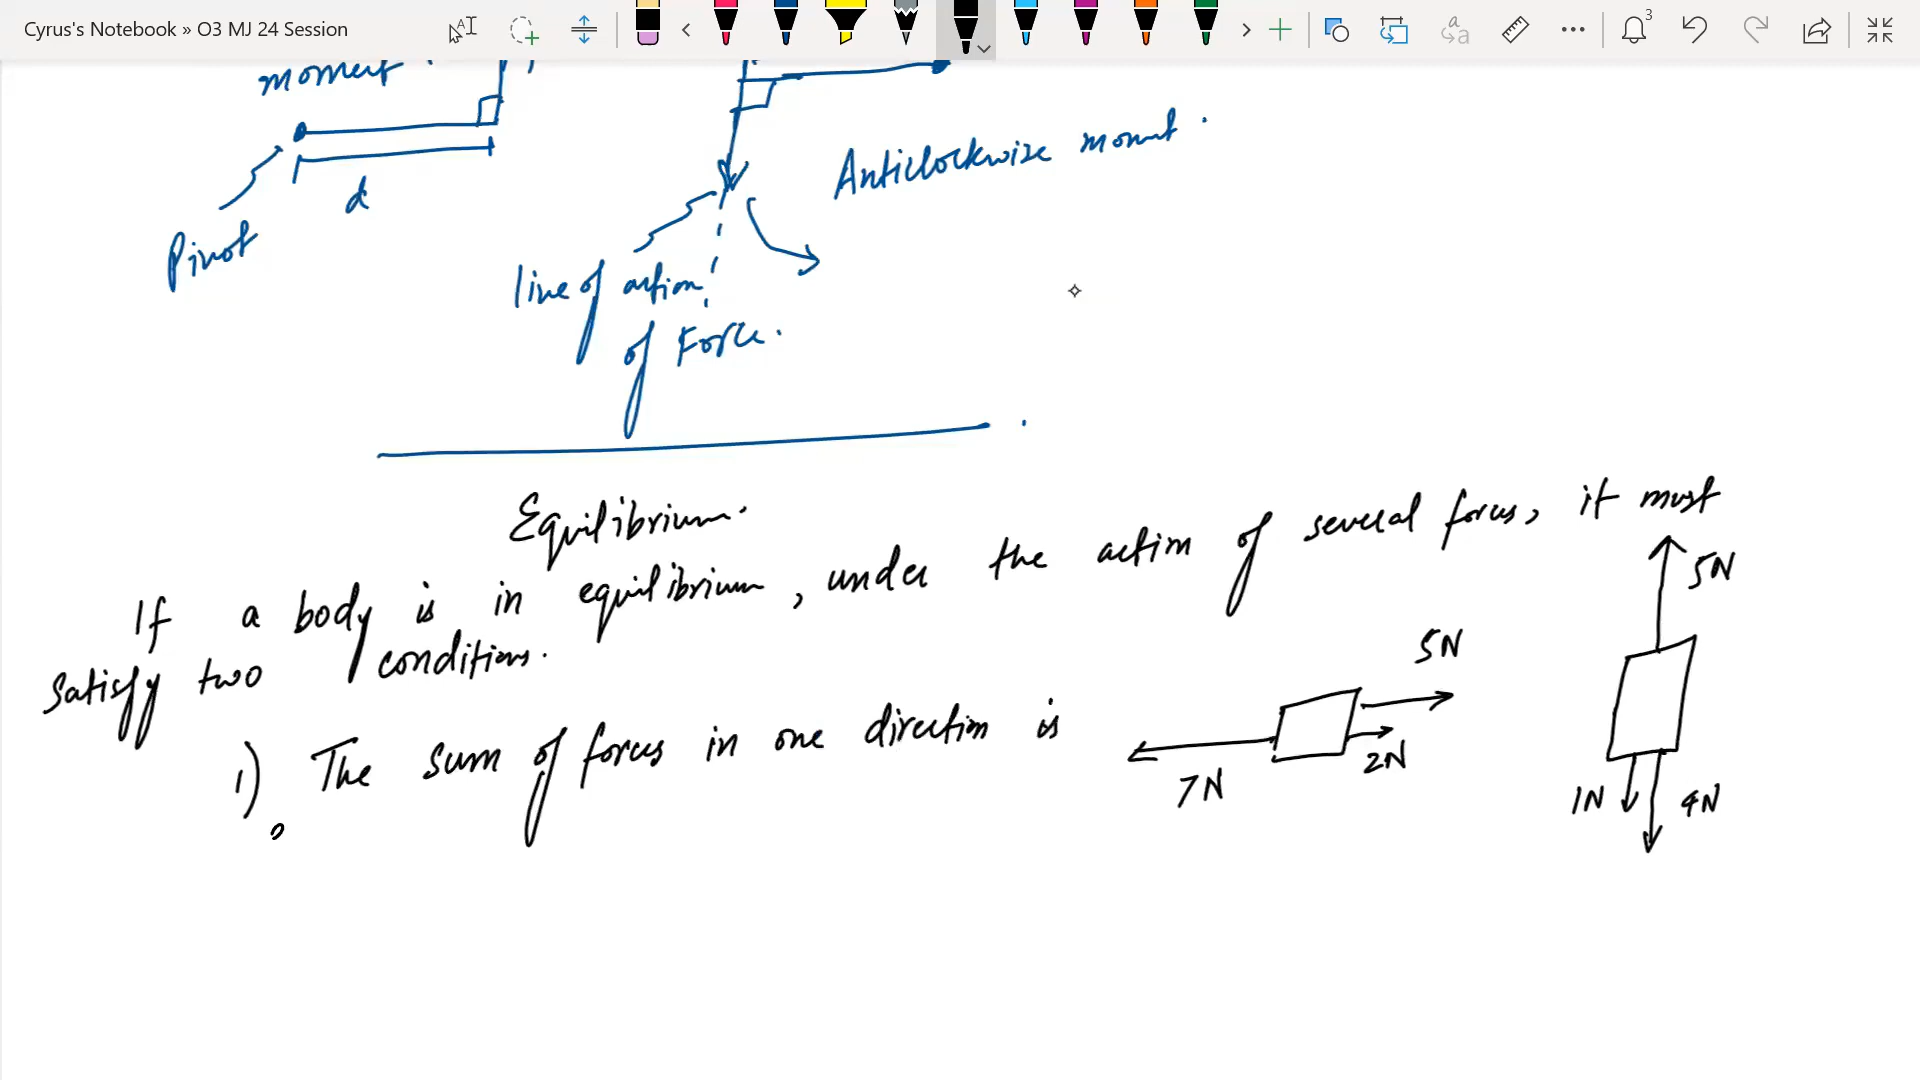 Cyrus's Notebook » O3 MJ 24 Session
3
moment
d
Pivot
Anticlockwise moment.
line of action
of Force.
Equilibrium.
If a body is in equilibrium, under the action of several forces, it must
satisfy two conditions.
1) The sum of forces in one direction is
5N
2N
7N
5N
1N
4N